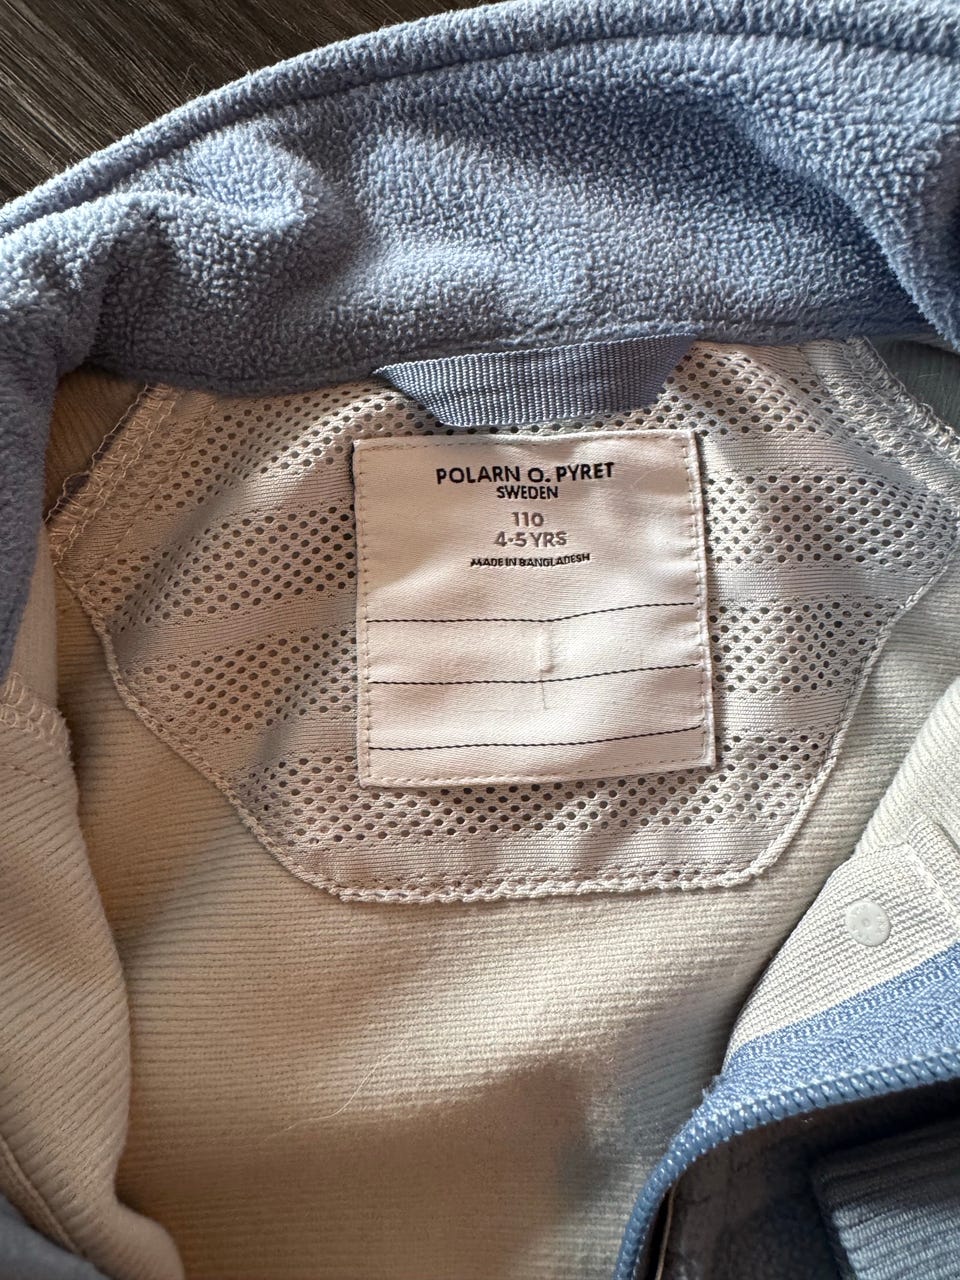 POLARN O. PYRET
SWEDEN
110
4-5 YRS
MADE IN BANGLADESH